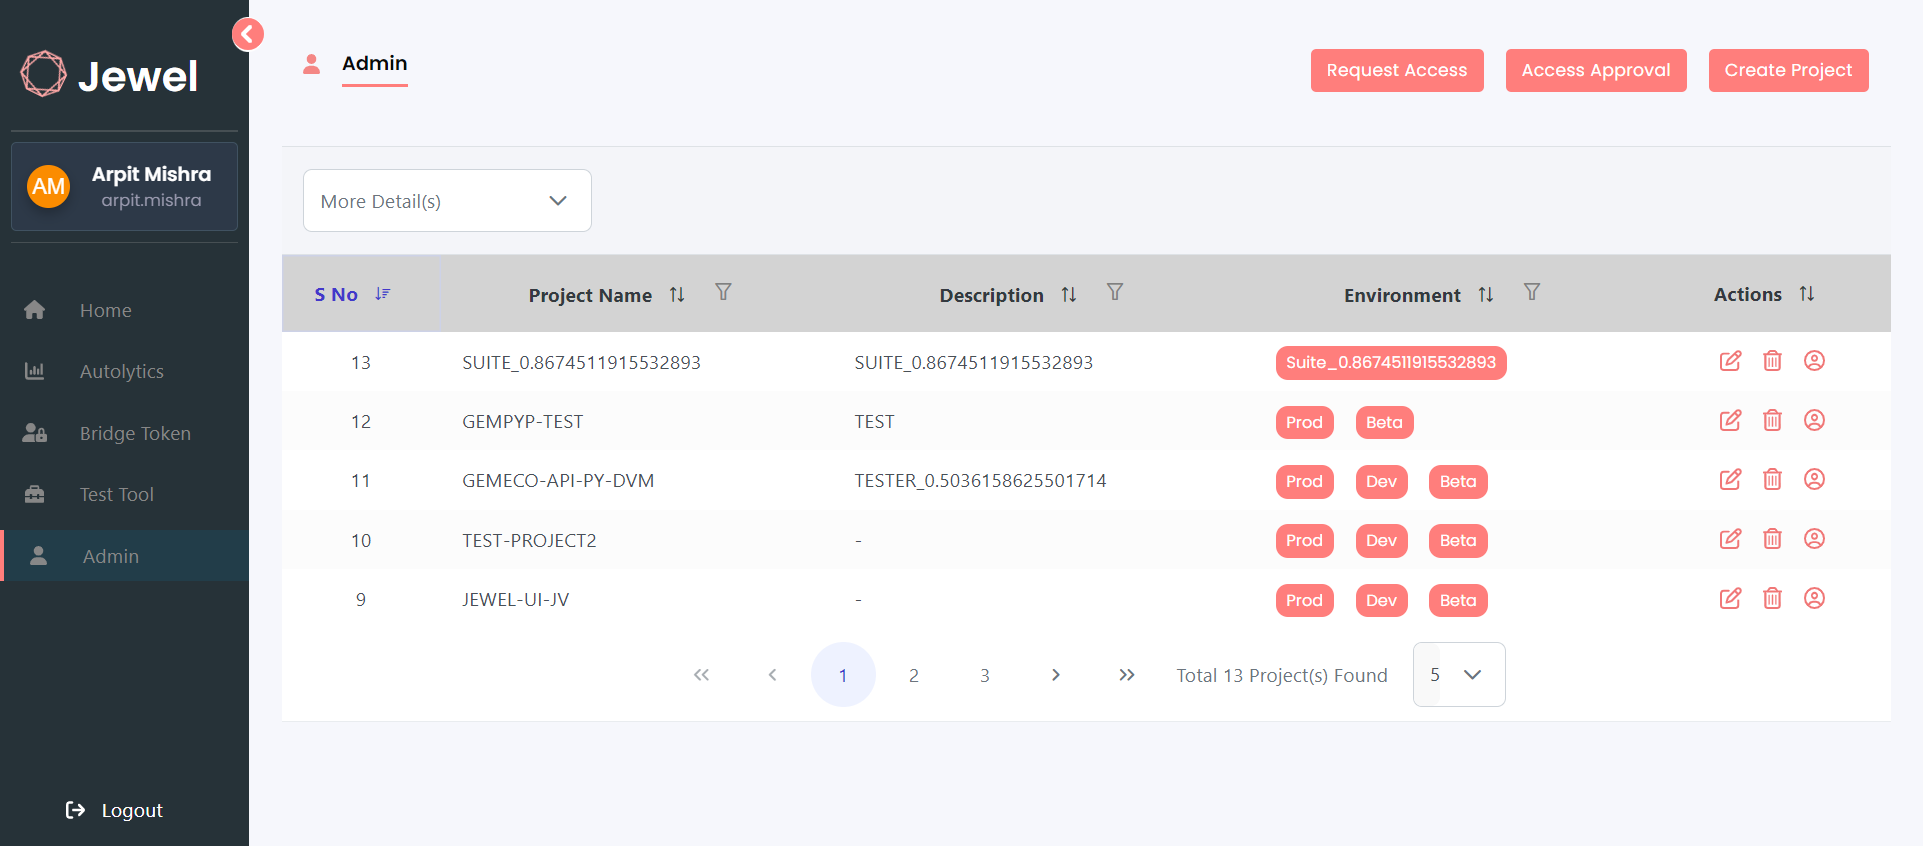 Jewel
AM
Arpit Mishra
arpit.mishra
Home
Autolytics
Bridge Token
Test Tool
Admin
Logout
Admin
Request Access Access Approval Create Project
More Detail(s)
S No Project Name Description Environment Actions
13 SUITE_0.8674511915532893 SUITE_0.8674511915532893 Suite_0.8674511915532893
12 GEMPYP-TEST TEST Prod Beta
11 GEMECO-API-PY-DVM TESTER_0.5036158625501714 Prod Dev Beta
10 TEST-PROJECT2 - Prod Dev Beta
9 JEWEL-UI-JV - Prod Dev Beta
1 2 3 Total 13 Project(s) Found 5